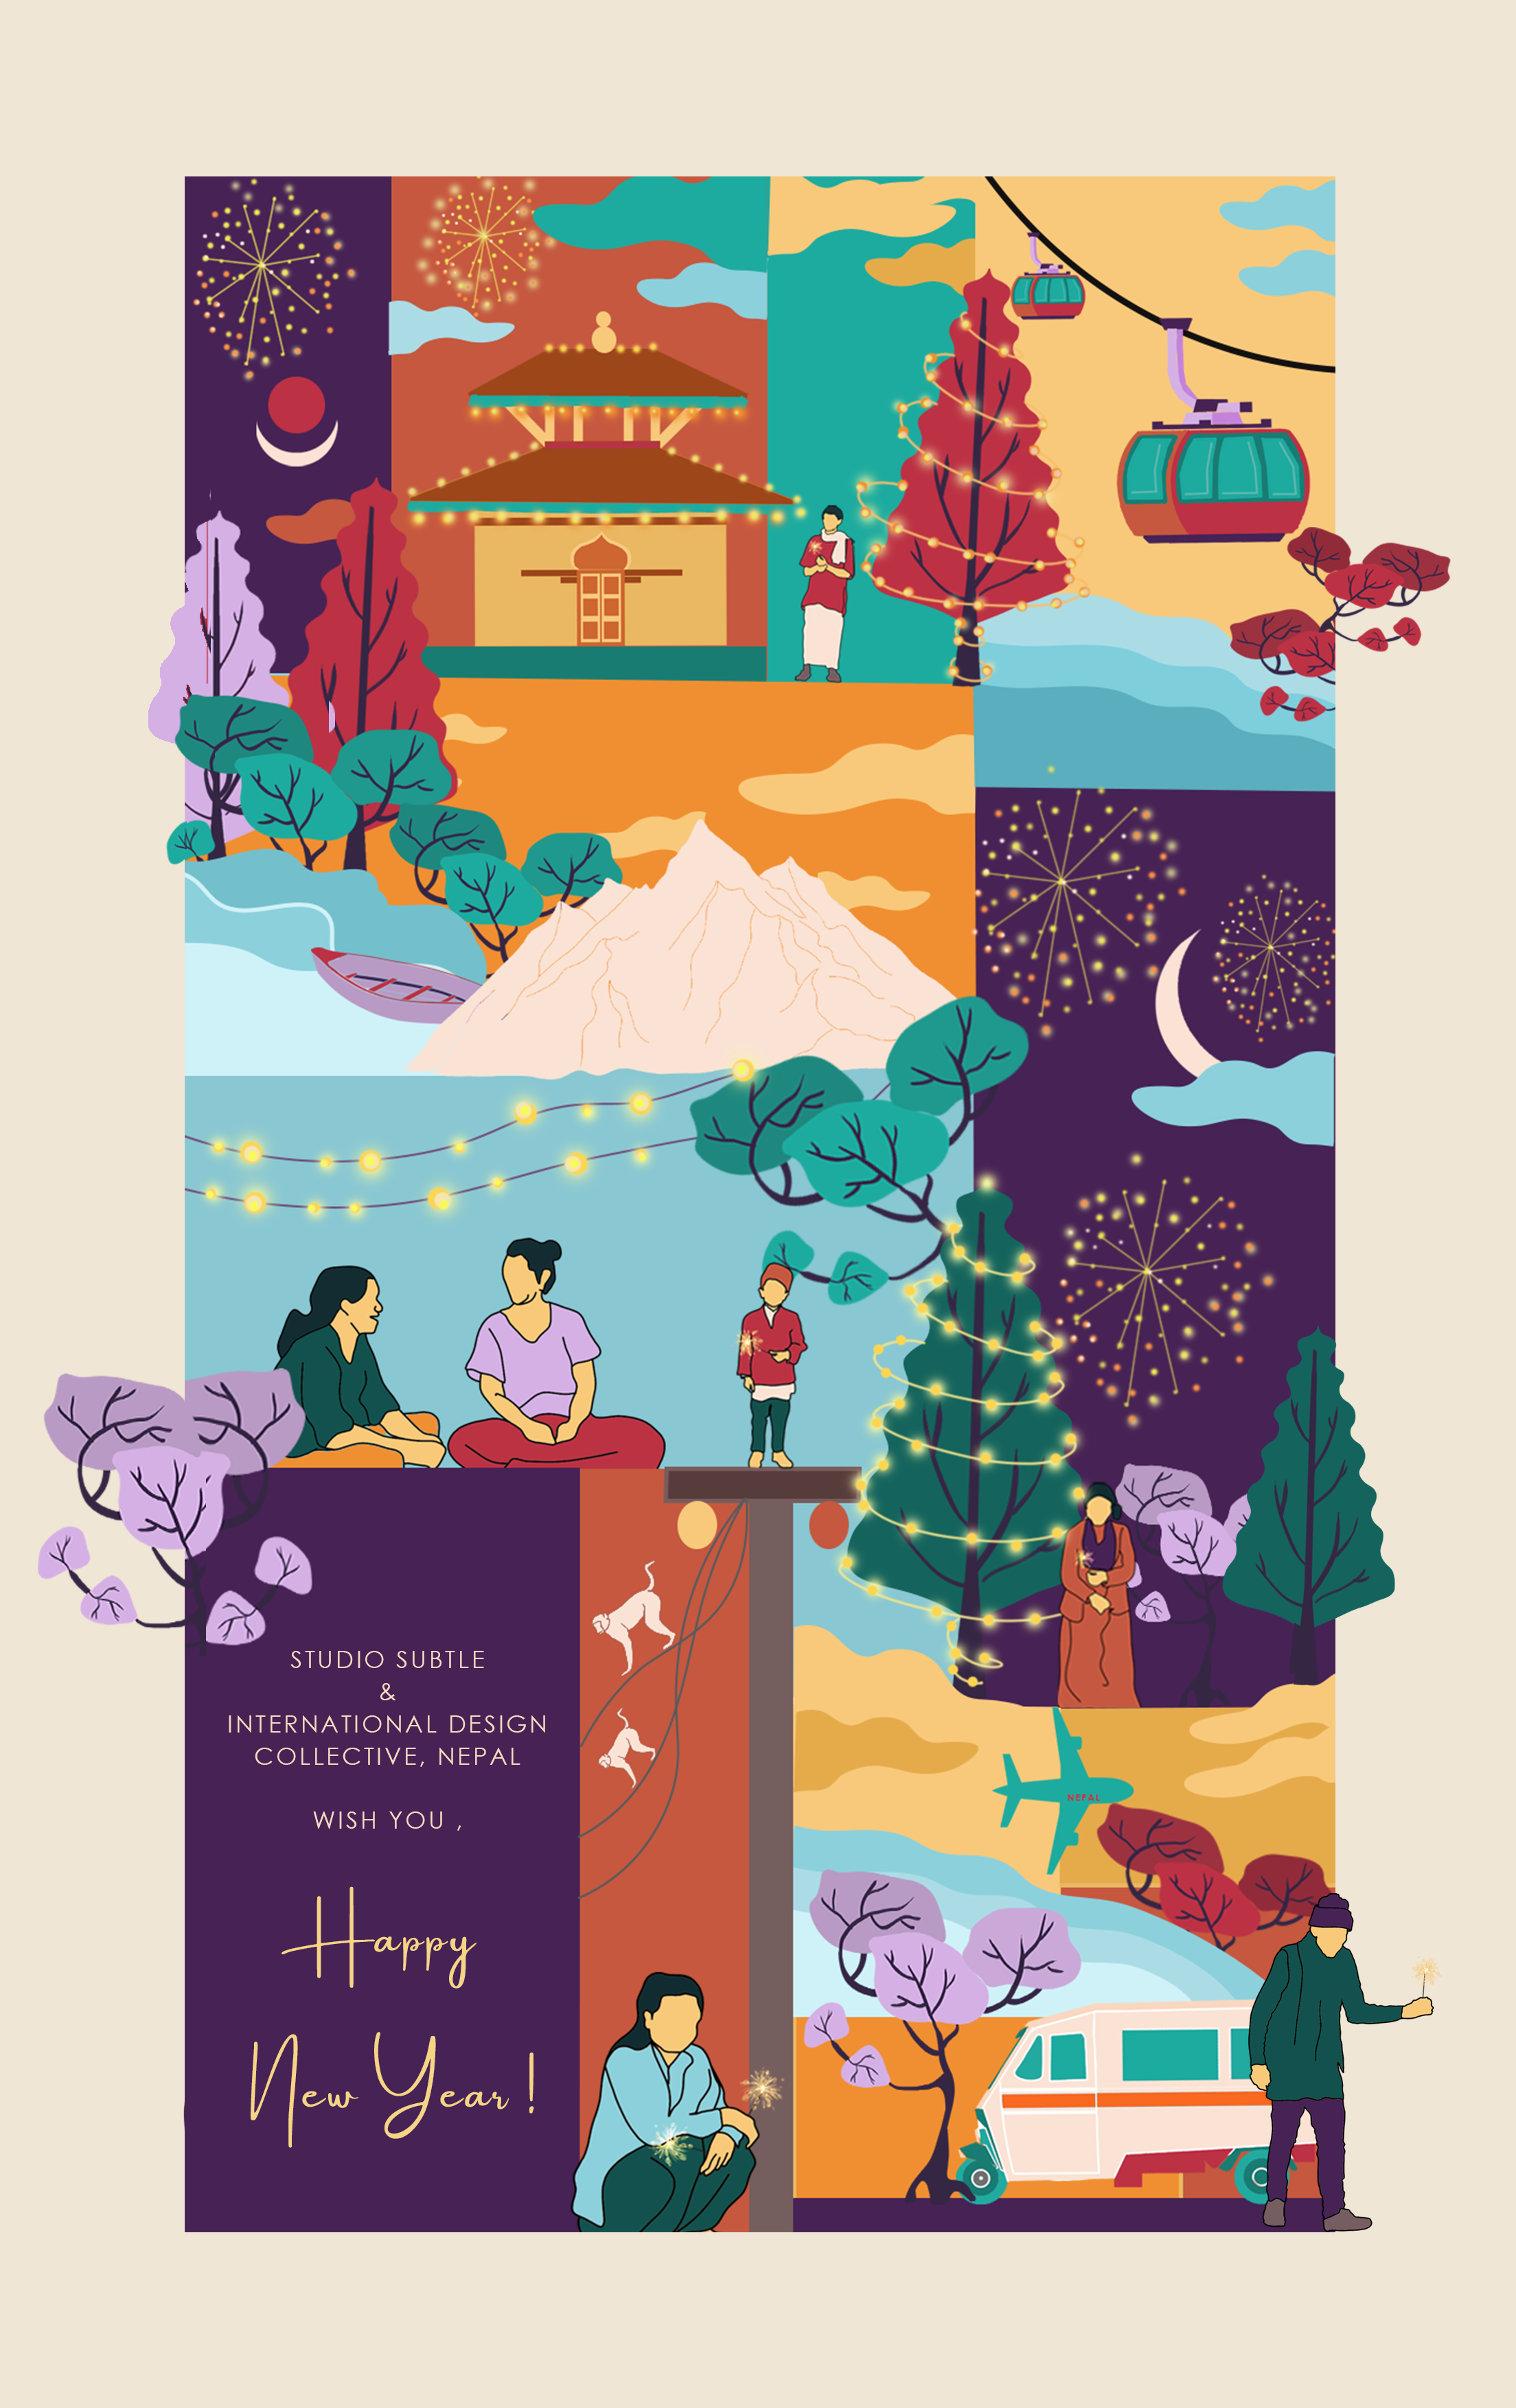 STUDIO SUBTLE
&
INTERNATIONAL DESIGN
COLLECTIVE, NEPAL
WISH YOU ,
Happy
New Year !
NEPAL